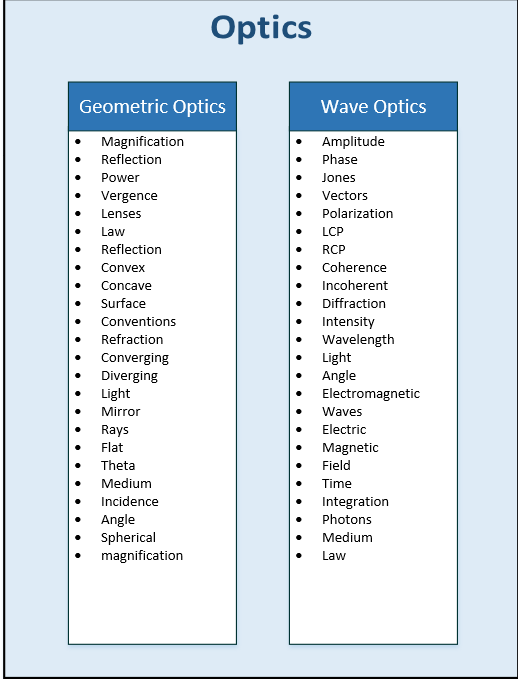 Optics
Geometric Optics
• Magnification
• Reflection
• Power
• Vergence
• Lenses
• Law
• Reflection
• Convex
• Concave
• Surface
• Conventions
• Refraction
• Converging
• Diverging
• Light
• Mirror
• Rays
• Flat
• Theta
• Medium
• Incidence
• Angle
• Spherical
• magnification
Wave Optics
• Amplitude
• Phase
• Jones
• Vectors
• Polarization
• LCP
• RCP
• Coherence
• Incoherent
• Diffraction
• Intensity
• Wavelength
• Light
• Angle
• Electromagnetic
• Waves
• Electric
• Magnetic
• Field
• Time
• Integration
• Photons
• Medium
• Law